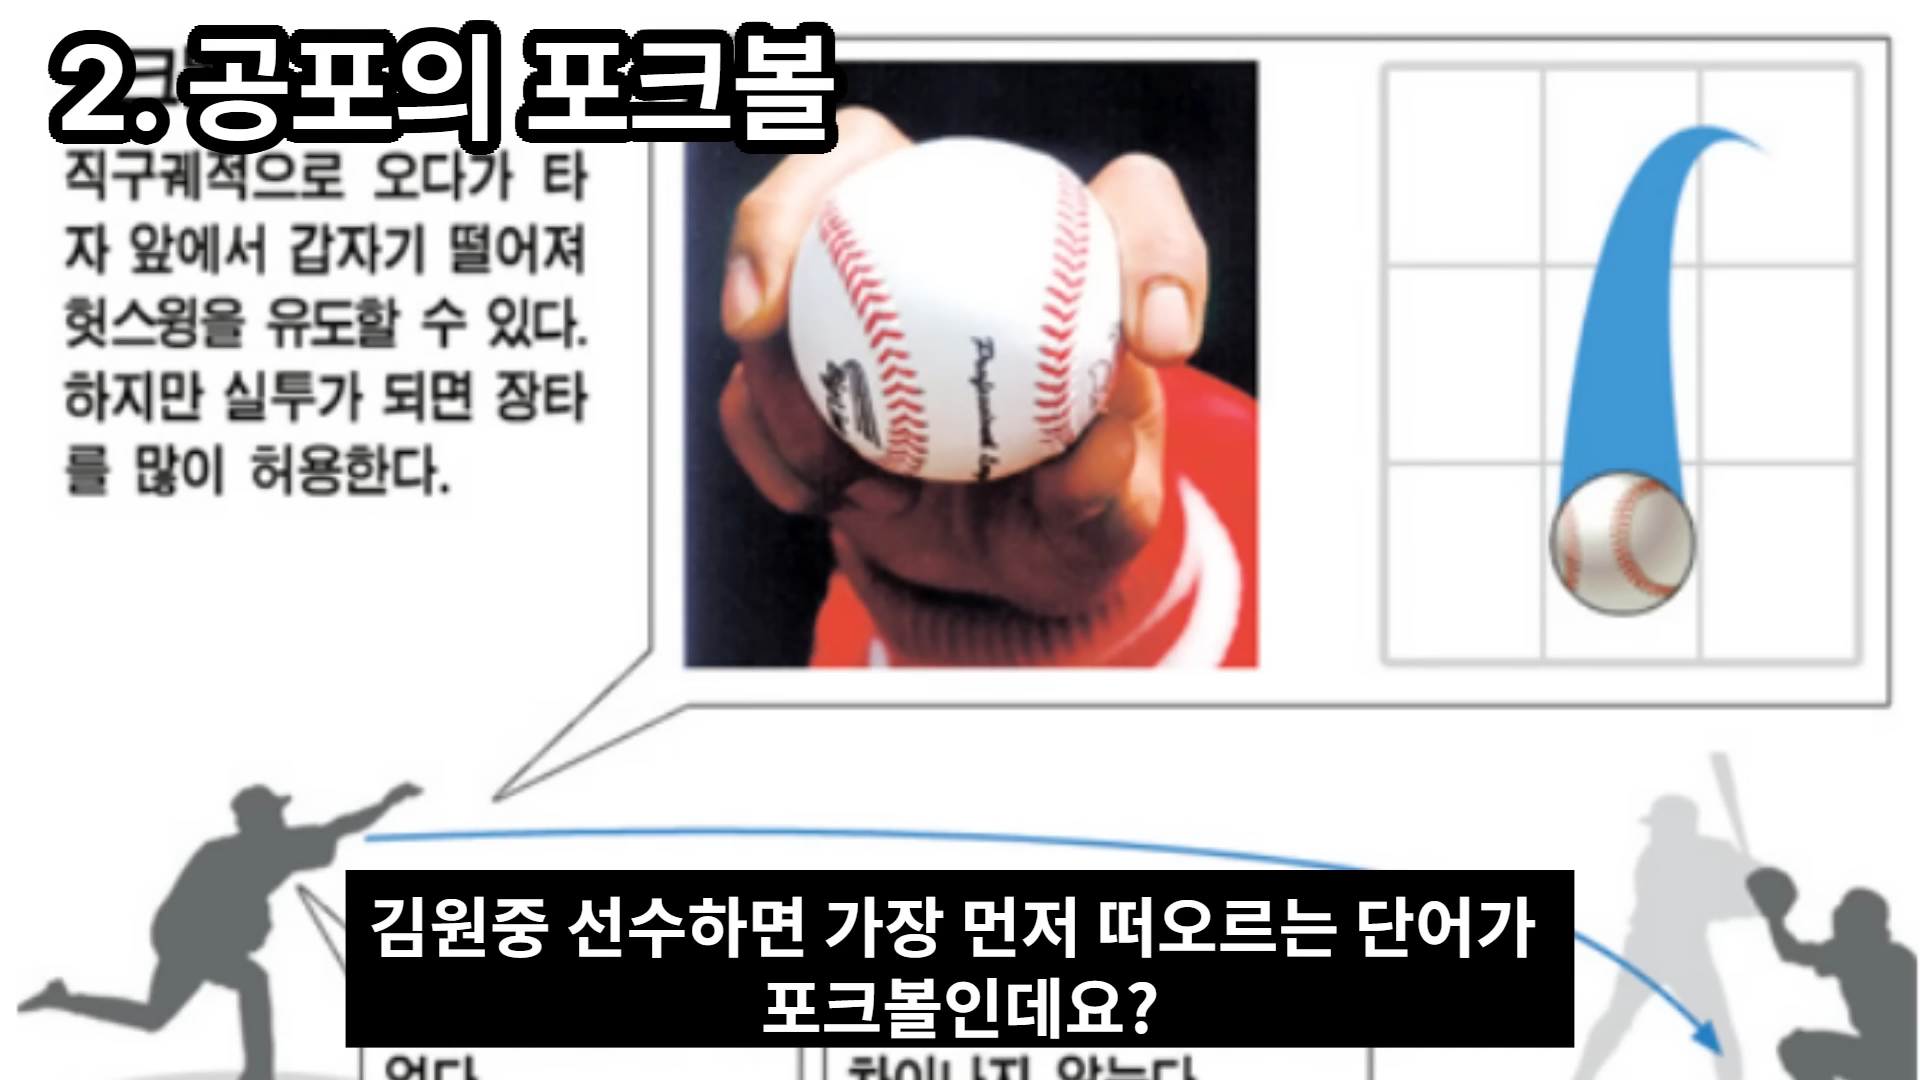 2. 공포의 포크볼
직구궤적으로 오다가 타
자 앞에서 갑자기 떨어져
헛스윙을 유도할 수 있다.
하지만 실투가 되면 장타
를 많이 허용한다.
Professional
김원중 선수하면 가장 먼저 떠오르는 단어가
포크볼인데요?